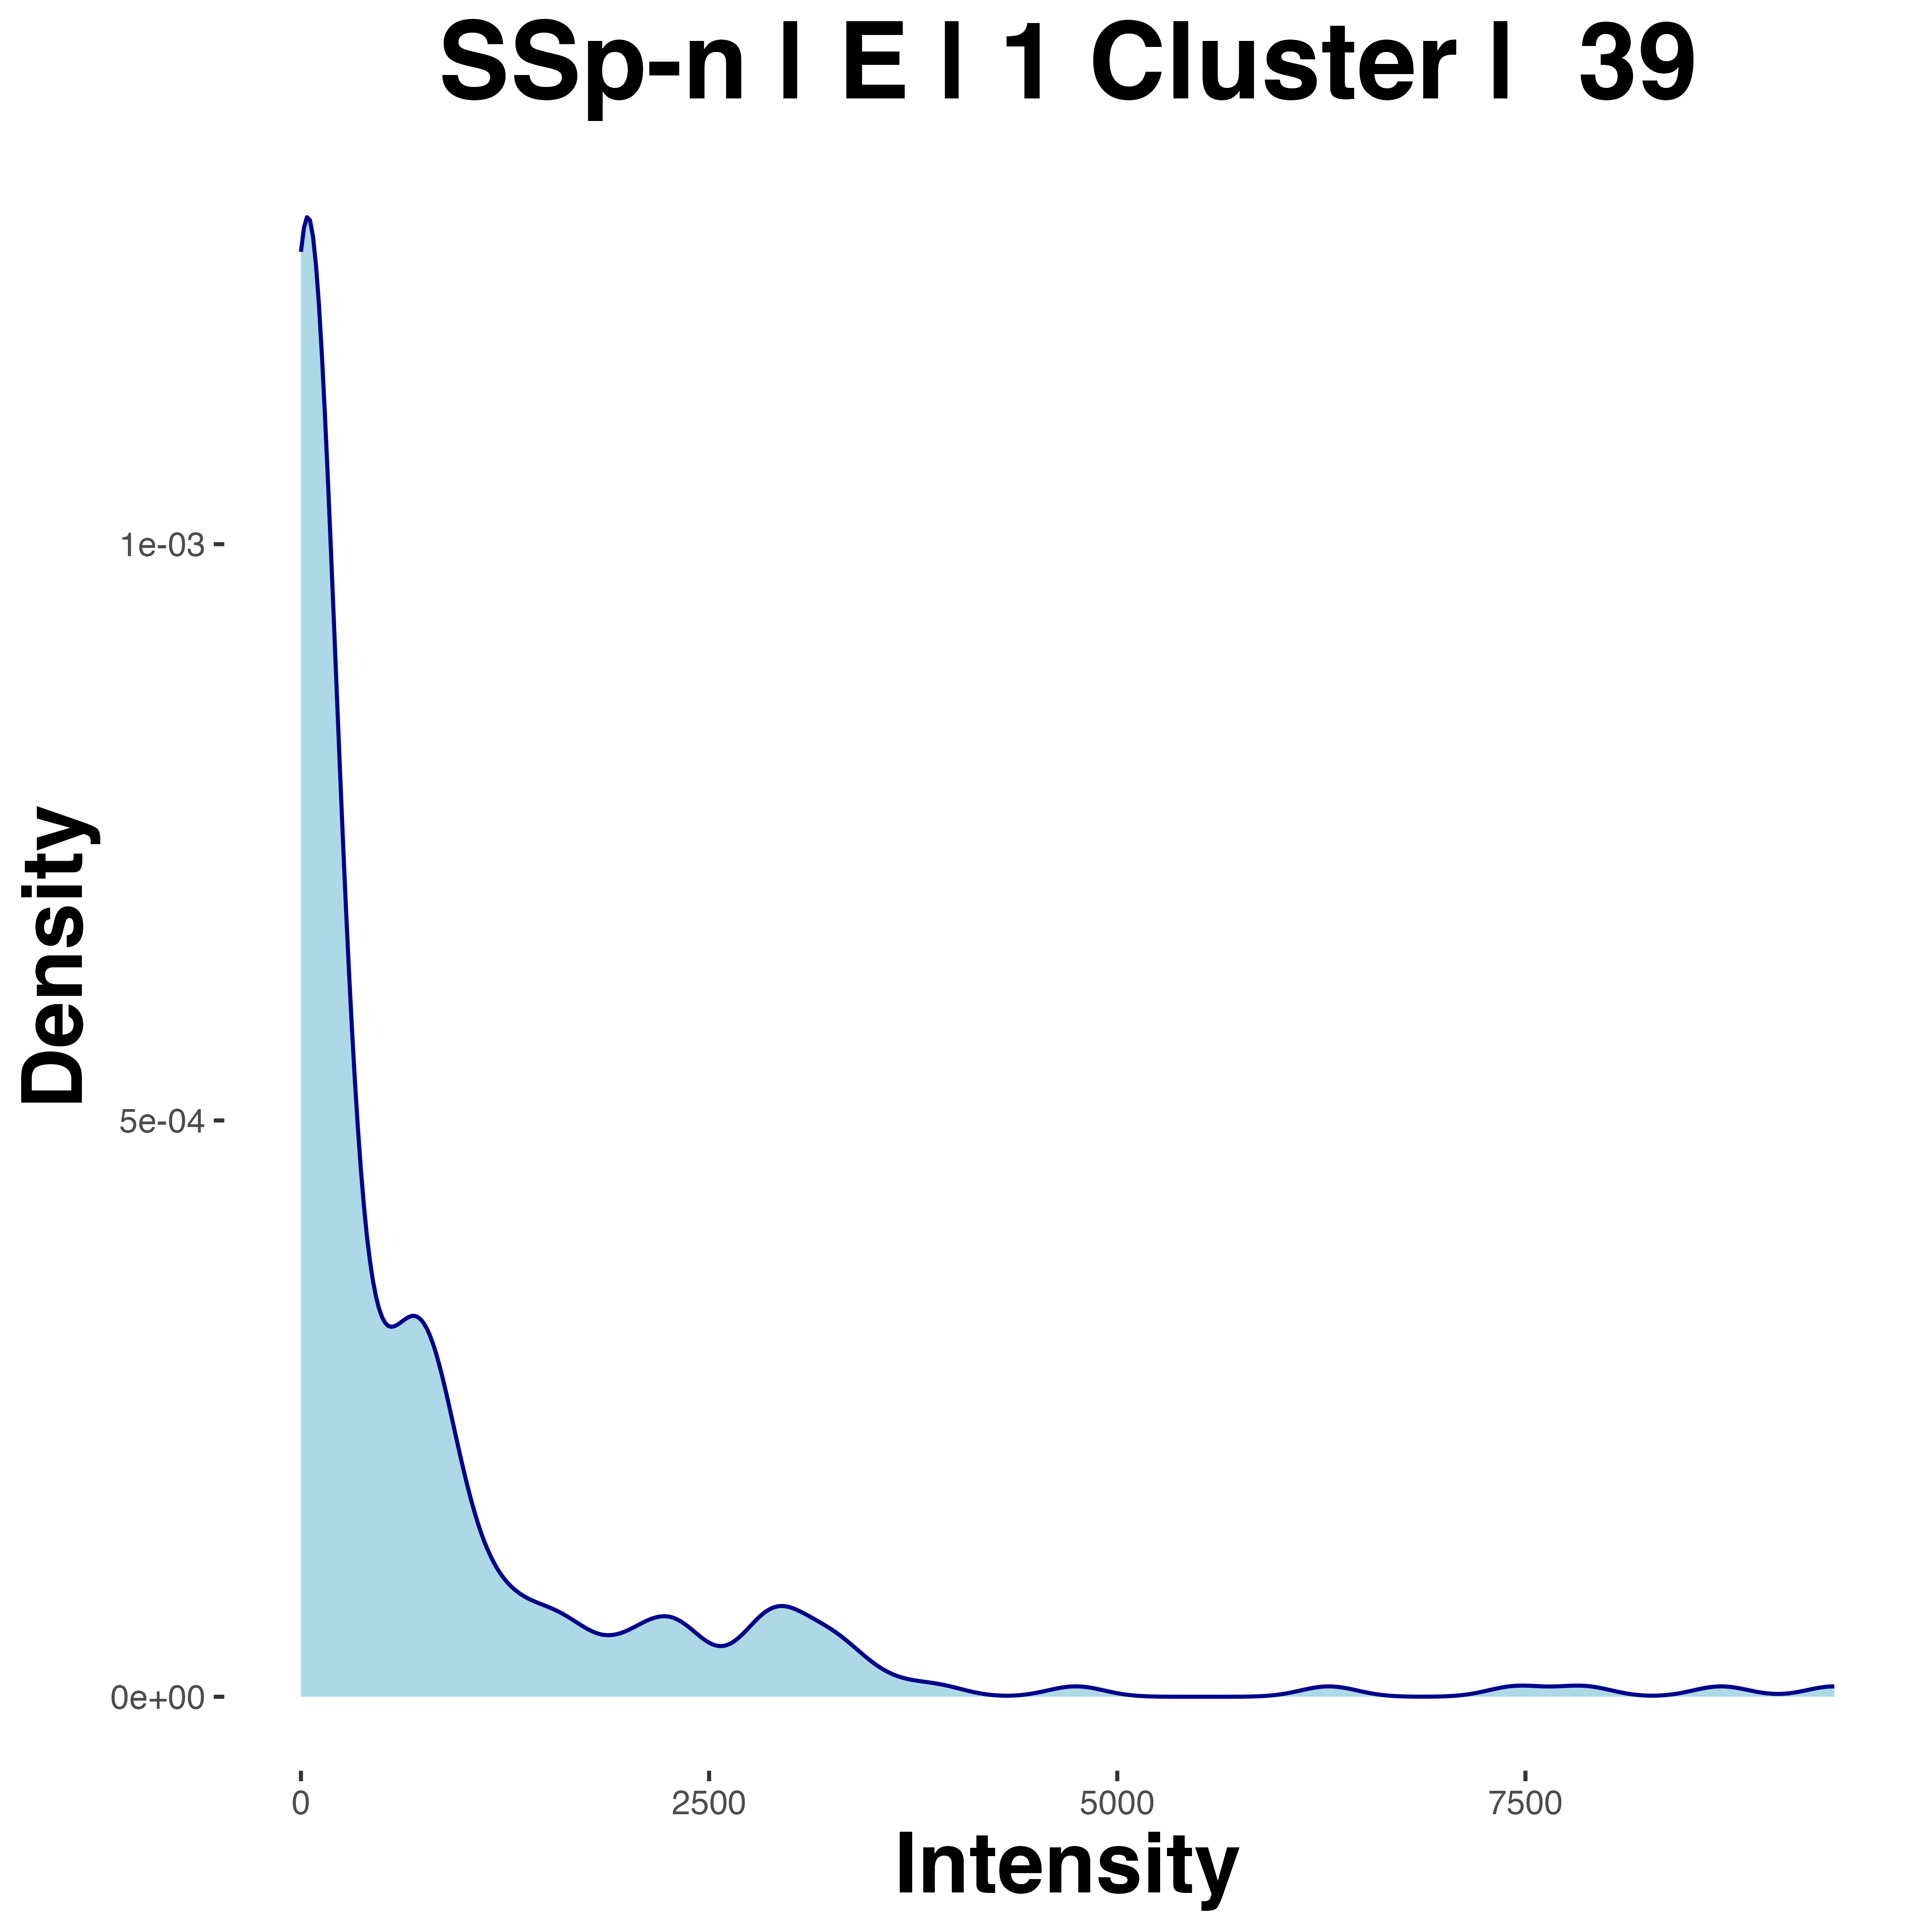 SSp-n | E | 1 Cluster |  39
Density
1e-03
5e-04
0e+00
0 2500 5000 7500
Intensity